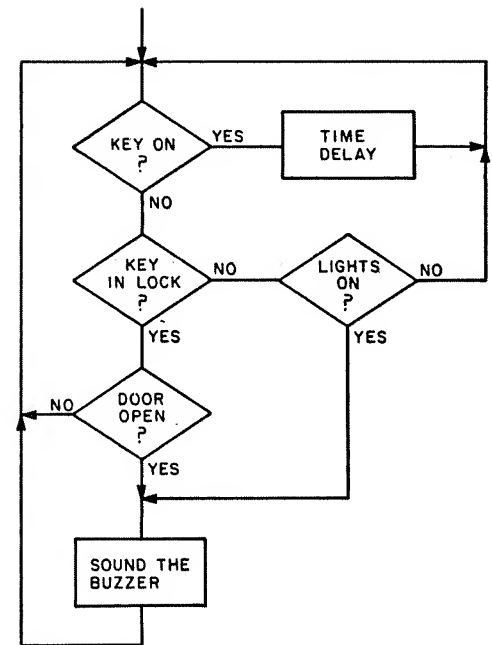 KEY ON
?
YES
TIME
DELAY
NO
KEY
IN LOCK
?
NO
LIGHTS
ON
?
NO
YES
YES
DOOR
OPEN
?
NO
YES
SOUND THE
BUZZER